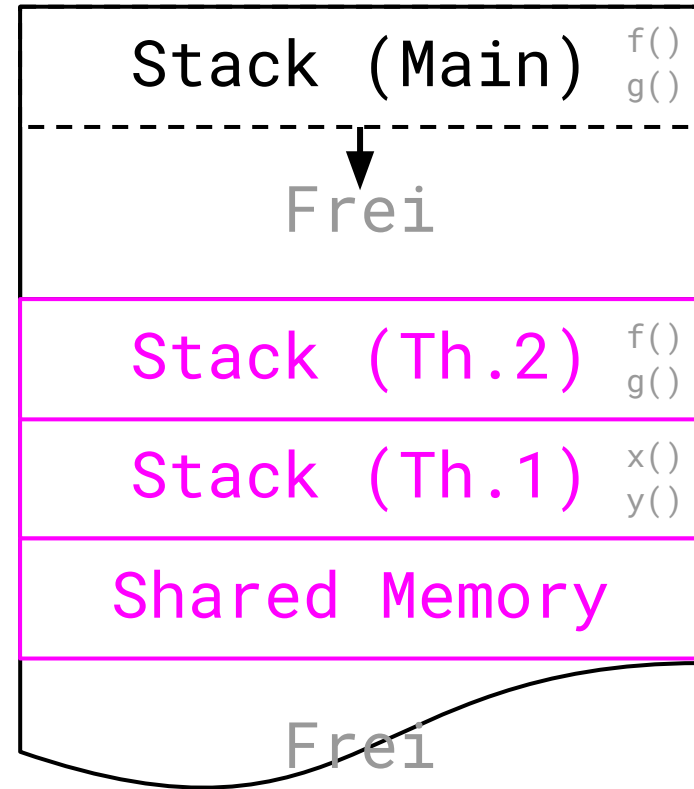 Stack (Main) f()
g()
Frei
Stack (Th.2) f()
g()
Stack (Th.1) x()
y()
Shared Memory
Frei